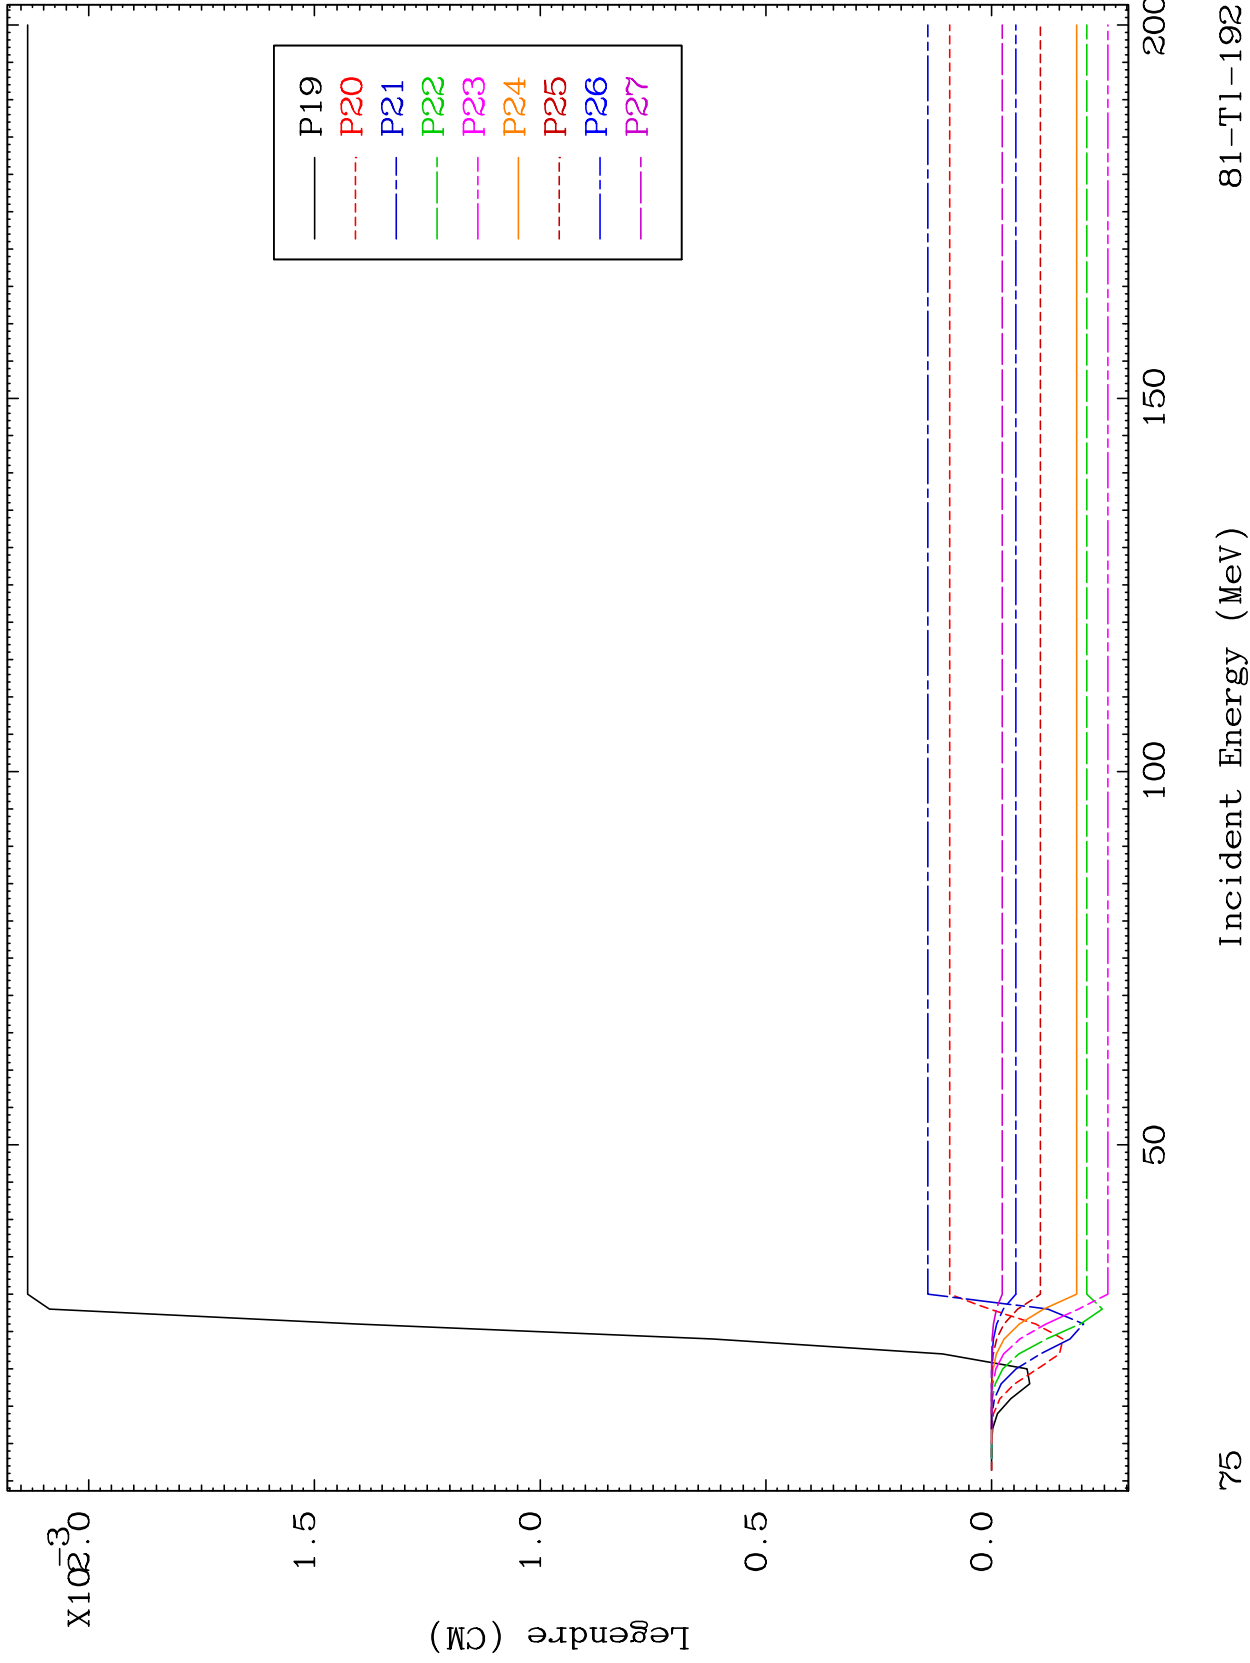 P19
P20
P21
P22
P23
P24
P25
P26
P27
X10-3
2.0
1.5
1.0
0.5
0.0
Legendre (CM)
50
100
150
200
Incident Energy (MeV)
75
81-Tl-192